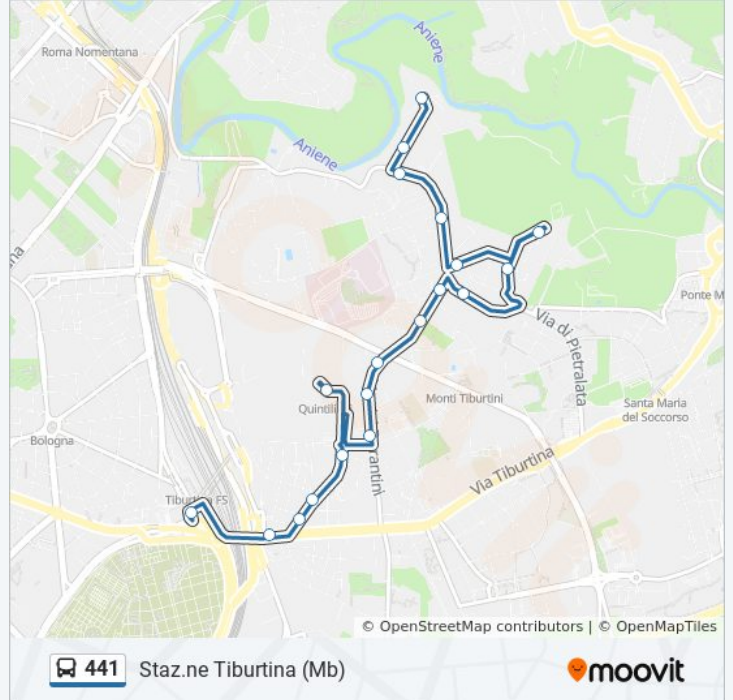 Aniene
Roma Nomentana
Aniene
Ponte M
Via di Pietralata
Quintili
Monti Tiburtini
Santa Maria
del Soccorso
Bologna
rantini
Via Tiburtina
FS
© OpenStreetMap contributors | © OpenMapTiles
441 Staz.ne Tiburtina (Mb)
moovit